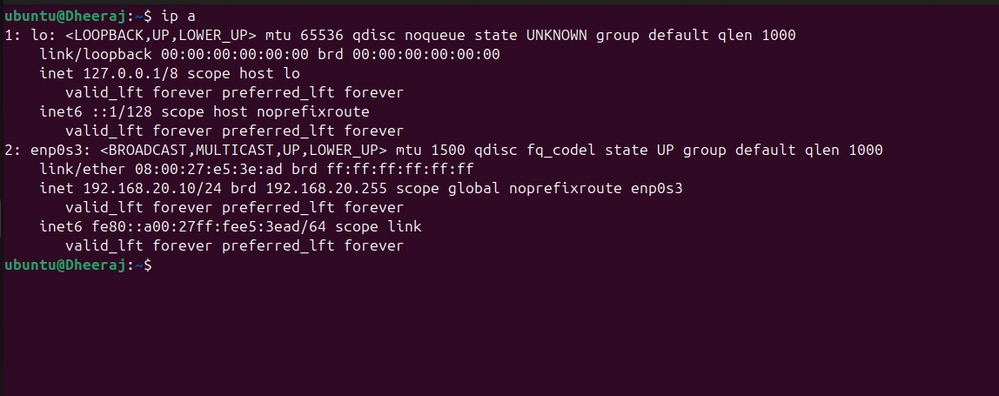 ubuntu@Dheeraj:~$ ip a
1: lo: <LOOPBACK,UP,LOWER_UP> mtu 65536 qdisc noqueue state UNKNOWN group default qlen 1000
    link/loopback 00:00:00:00:00:00 brd 00:00:00:00:00:00
    inet 127.0.0.1/8 scope host lo
       valid_lft forever preferred_lft forever
    inet6 ::1/128 scope host noprefixroute
       valid_lft forever preferred_lft forever
2: enp0s3: <BROADCAST,MULTICAST,UP,LOWER_UP> mtu 1500 qdisc fq_codel state UP group default qlen 1000
    link/ether 08:00:27:e5:3e:ad brd ff:ff:ff:ff:ff:ff
    inet 192.168.20.10/24 brd 192.168.20.255 scope global noprefixroute enp0s3
       valid_lft forever preferred_lft forever
    inet6 fe80::a00:27ff:fee5:3ead/64 scope link
       valid_lft forever preferred_lft forever
ubuntu@Dheeraj:~$